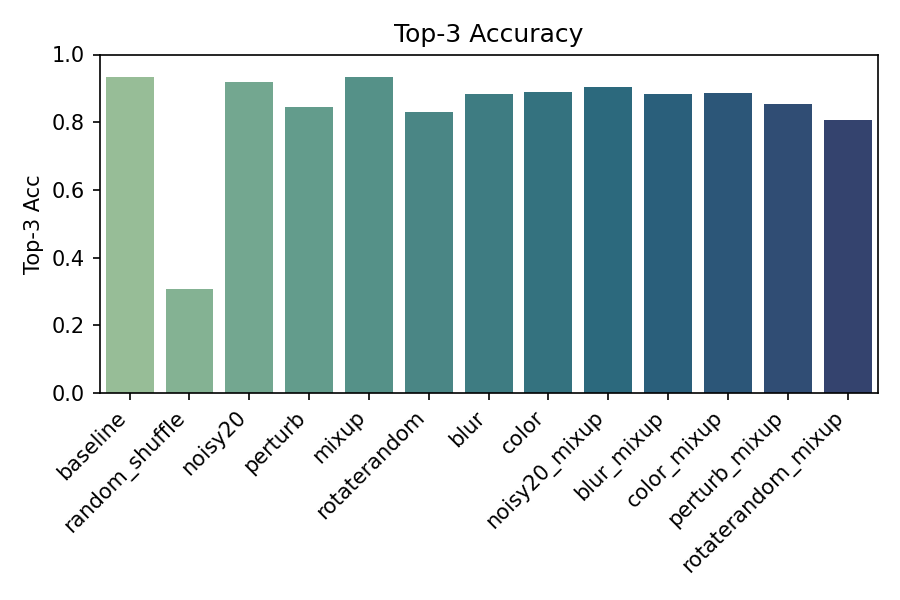 Top-3 Accuracy
Top-3 Acc
1.0
0.8
0.6
0.4
0.2
0.0
baseline
random_shuffle
noisy20
perturb
mixup
rotaterandom
blur
color
noisy20_mixup
blur_mixup
color_mixup
perturb_mixup
rotaterandom_mixup